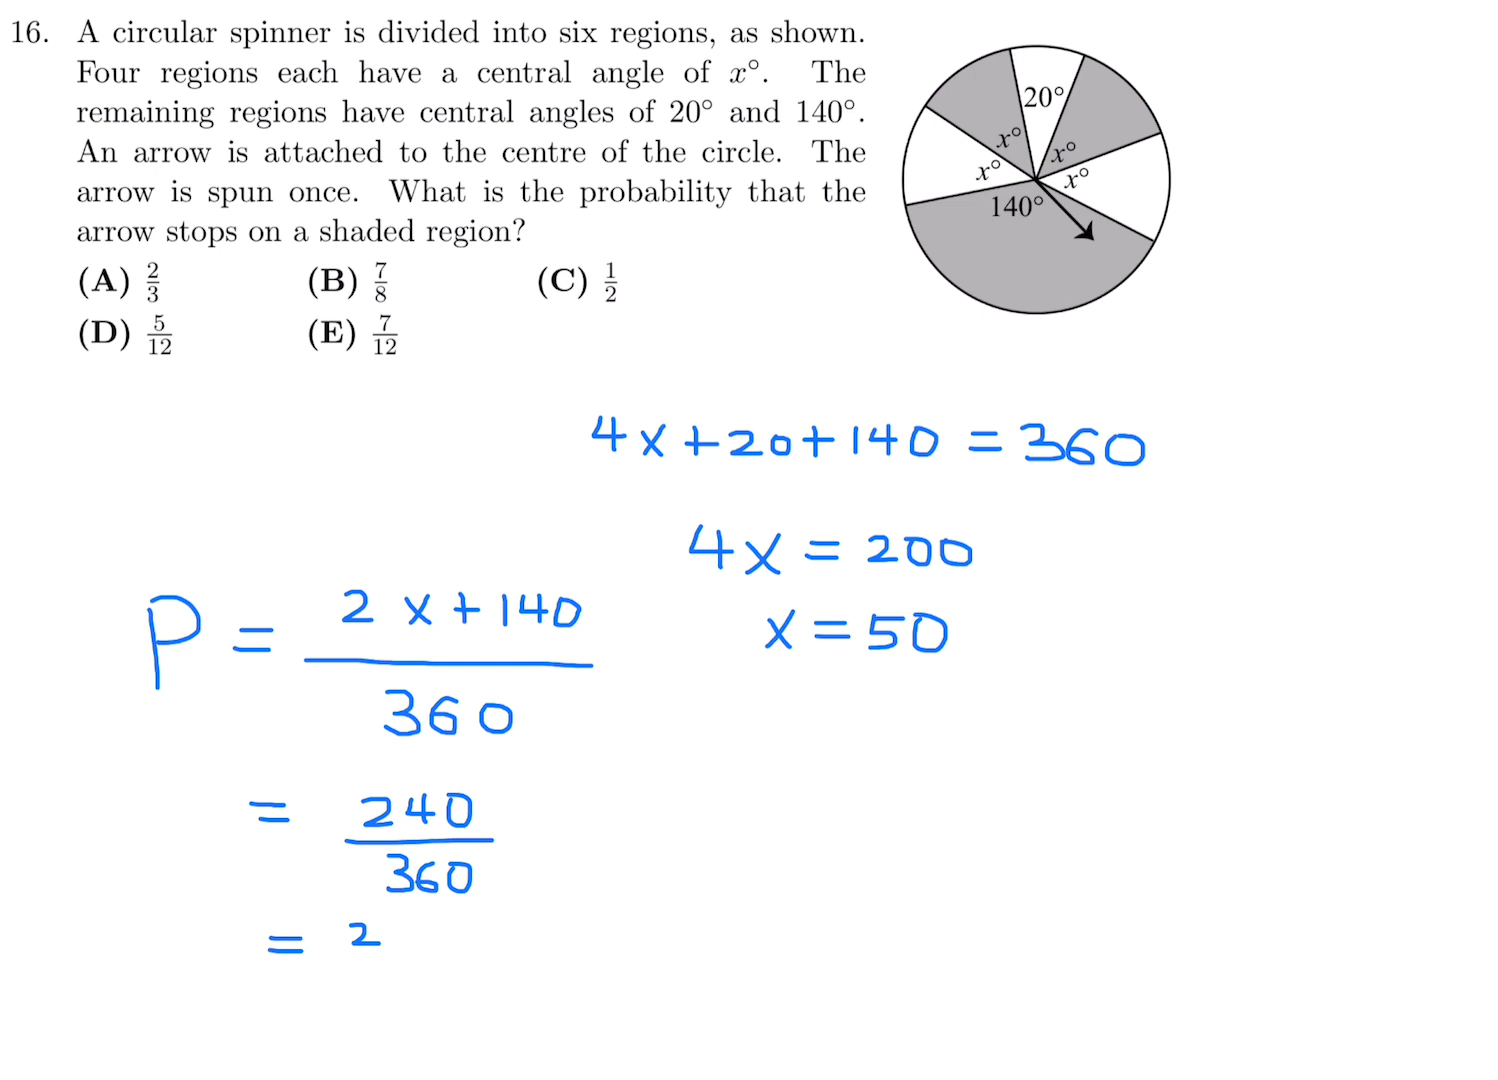 16. A circular spinner is divided into six regions, as shown.
Four regions each have a central angle of x°. The
remaining regions have central angles of 20° and 140°.
An arrow is attached to the centre of the circle. The
arrow is spun once. What is the probability that the
arrow stops on a shaded region?
(A) 2/3 (B) 7/8 (C) 1/2
(D) 5/12 (E) 7/12
20°
x°
x°
x°
x°
140°
4x+20+140=360
4x=200
x=50
P= 2x+140
360
= 240
360
= 2